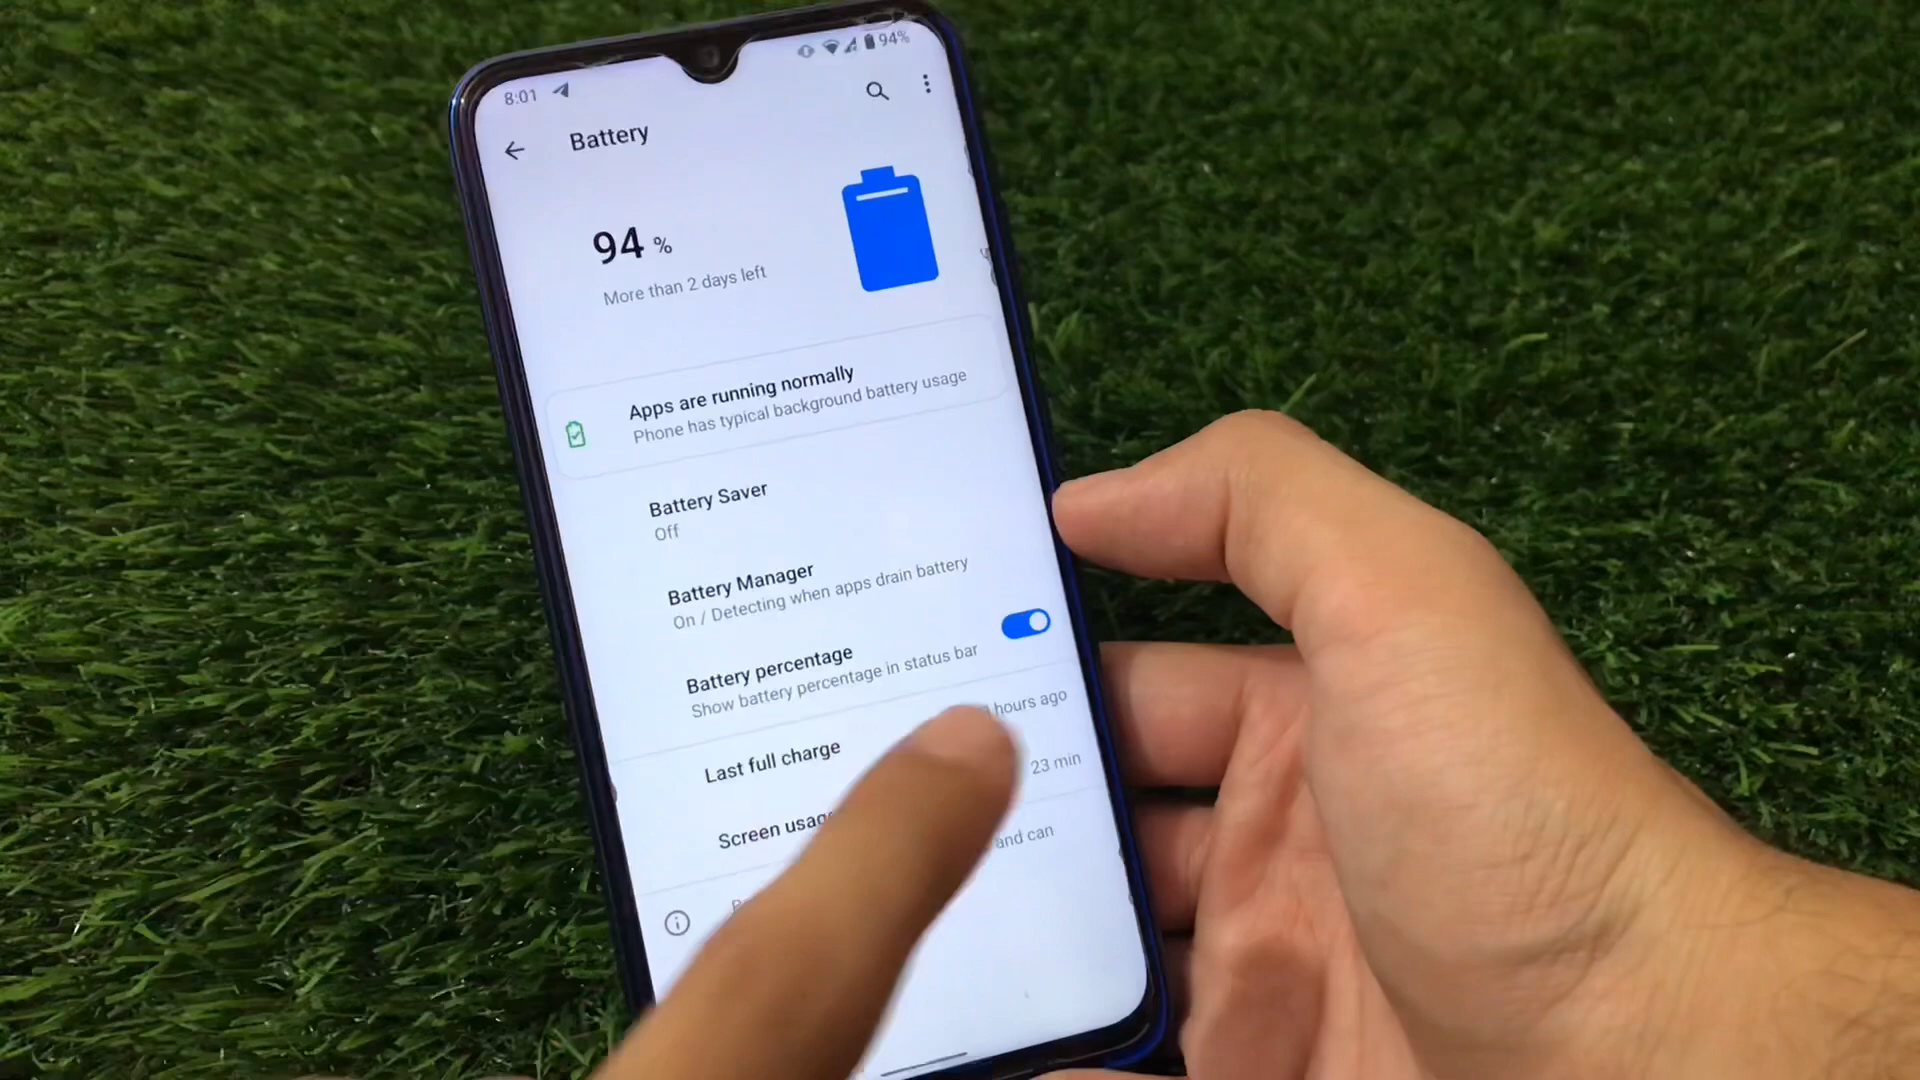 8:01
94%
Battery
94 %
More than 2 days left
Apps are running normally
Phone has typical background battery usage
Battery Saver
Off
Battery Manager
On / Detecting when apps drain battery
Battery percentage
Show battery percentage in status bar
Last full charge
hours ago
Screen usage
23 min
and can